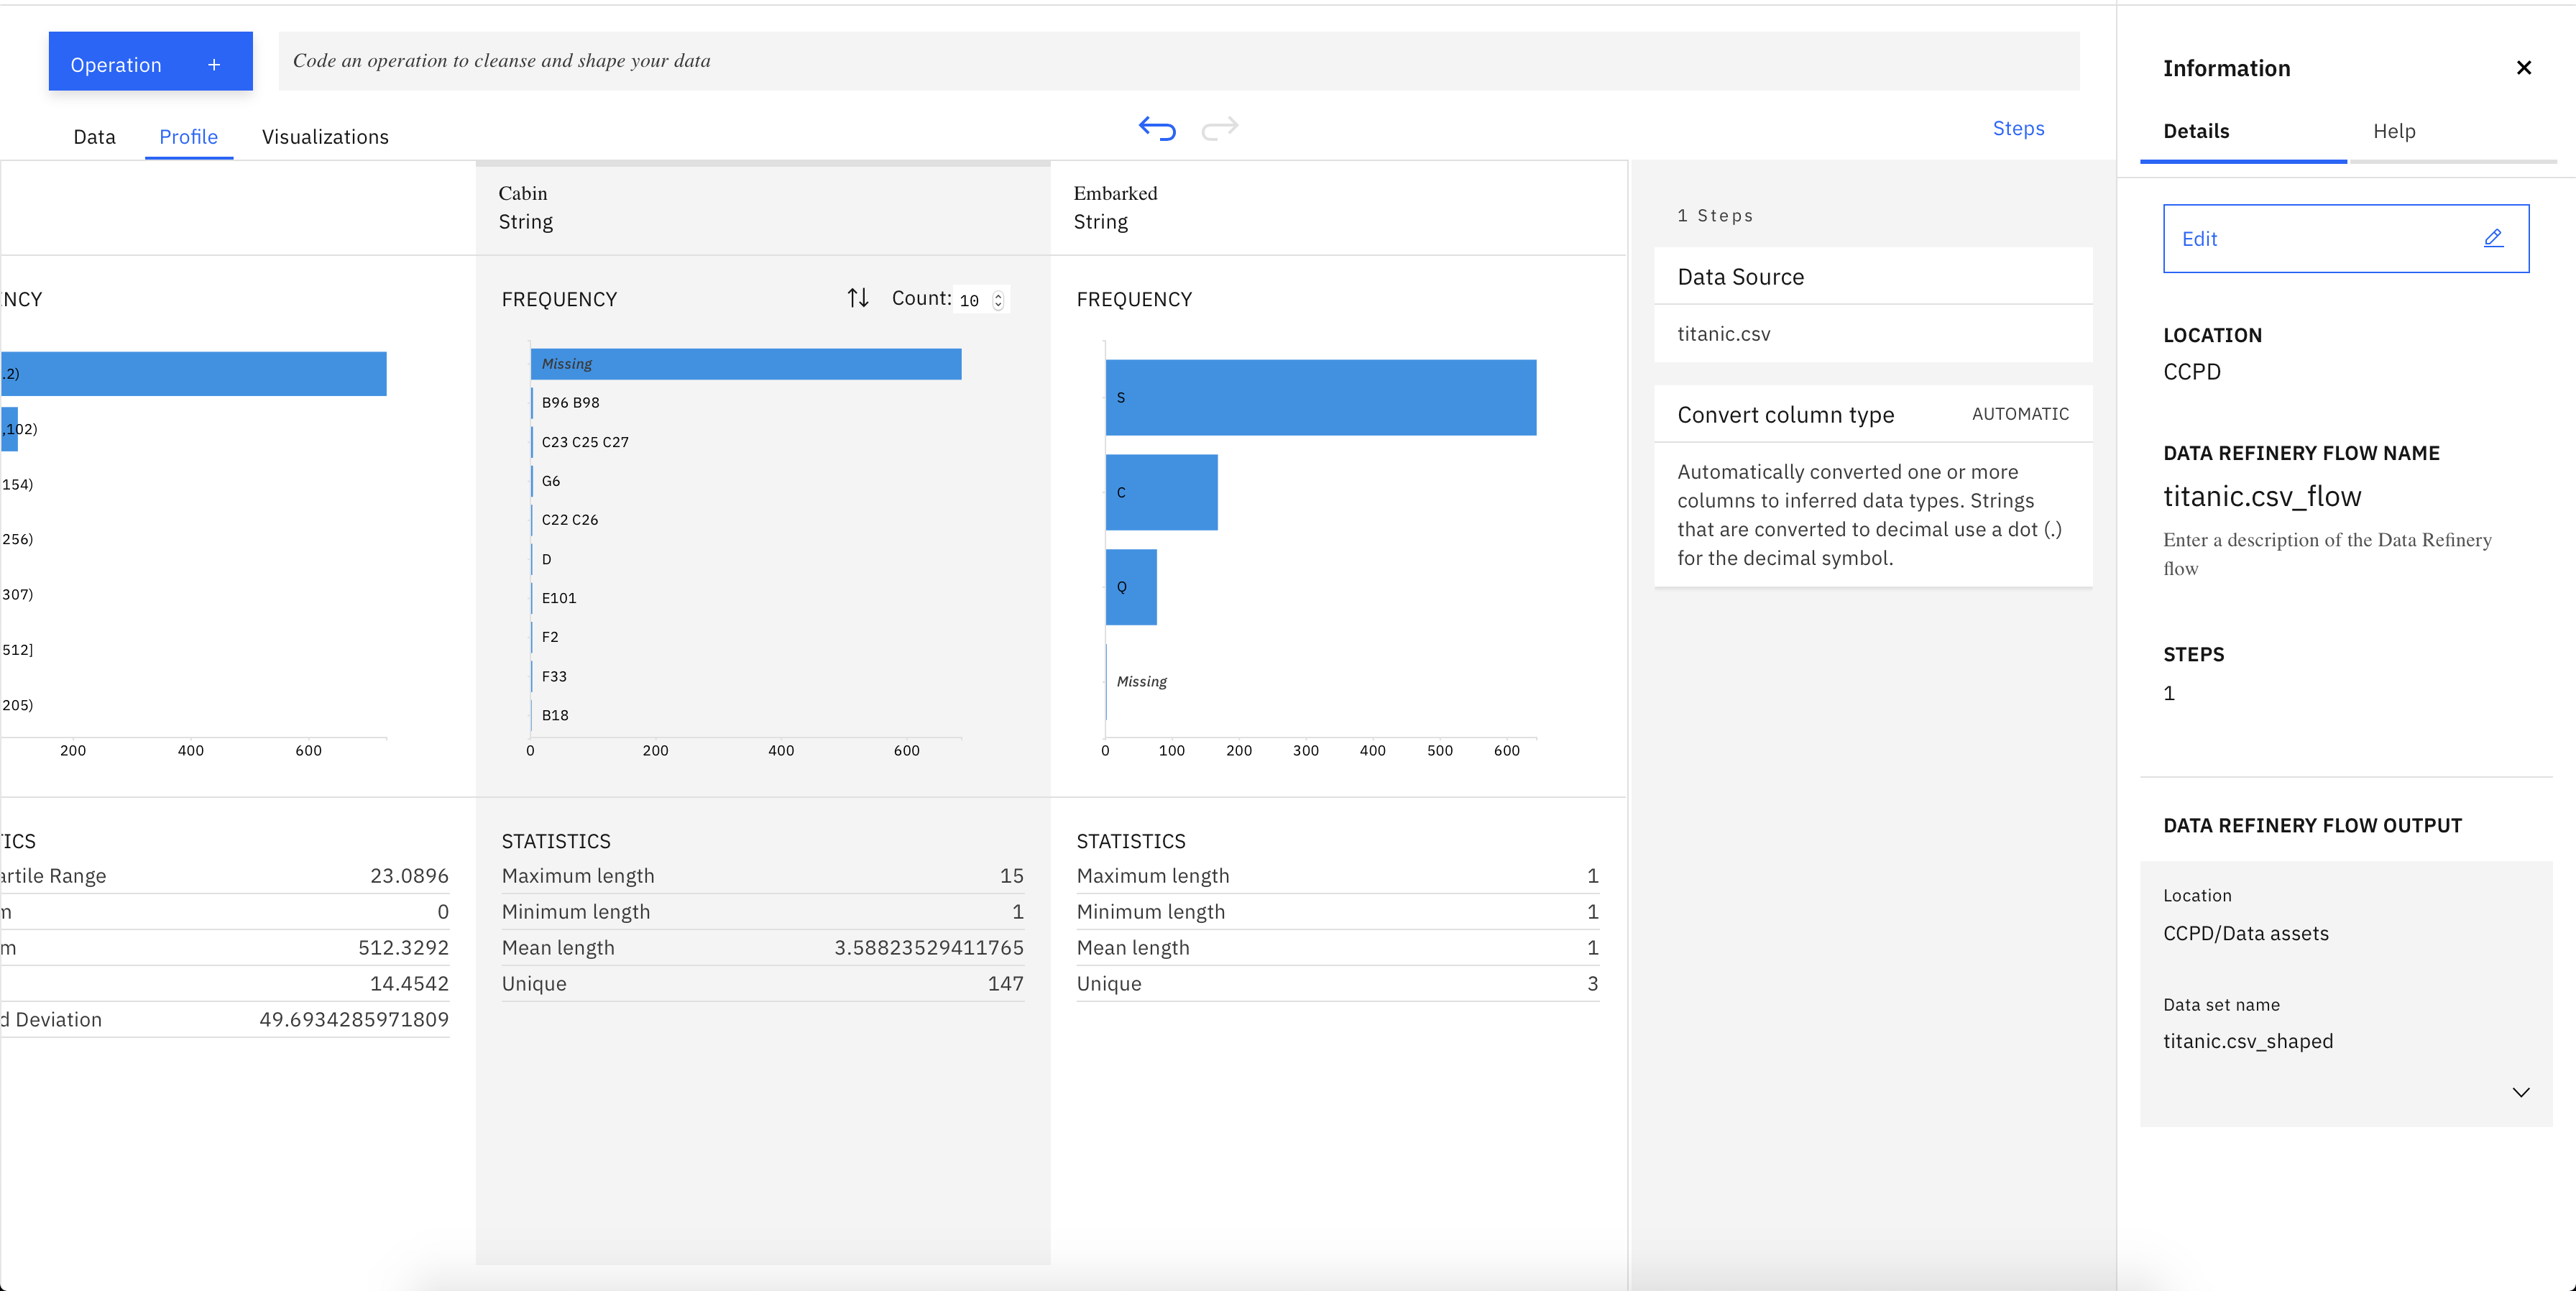 Operation +
Code an operation to cleanse and shape your data
Data Profile Visualizations
Steps
Cabin
String
Embarked
String
NCY
.2)
,102)
154)
256)
307)
512]
205)
200 400 600
FREQUENCY
Count: 10
Missing
B96 B98
C23 C25 C27
G6
C22 C26
D
E101
F2
F33
B18
0 200 400 600
FREQUENCY
S
C
Q
Missing
0 100 200 300 400 500 600
TICS
artile Range 23.0896
m 0
m 512.3292
14.4542
d Deviation 49.6934285971809
STATISTICS
Maximum length 15
Minimum length 1
Mean length 3.58823529411765
Unique 147
STATISTICS
Maximum length 1
Minimum length 1
Mean length 1
Unique 3
1 Steps
Data Source
titanic.csv
Convert column type AUTOMATIC
Automatically converted one or more
columns to inferred data types. Strings
that are converted to decimal use a dot (.)
for the decimal symbol.
Information
Details Help
Edit
LOCATION
CCPD
DATA REFINERY FLOW NAME
titanic.csv_flow
Enter a description of the Data Refinery
flow
STEPS
1
DATA REFINERY FLOW OUTPUT
Location
CCPD/Data assets
Data set name
titanic.csv_shaped